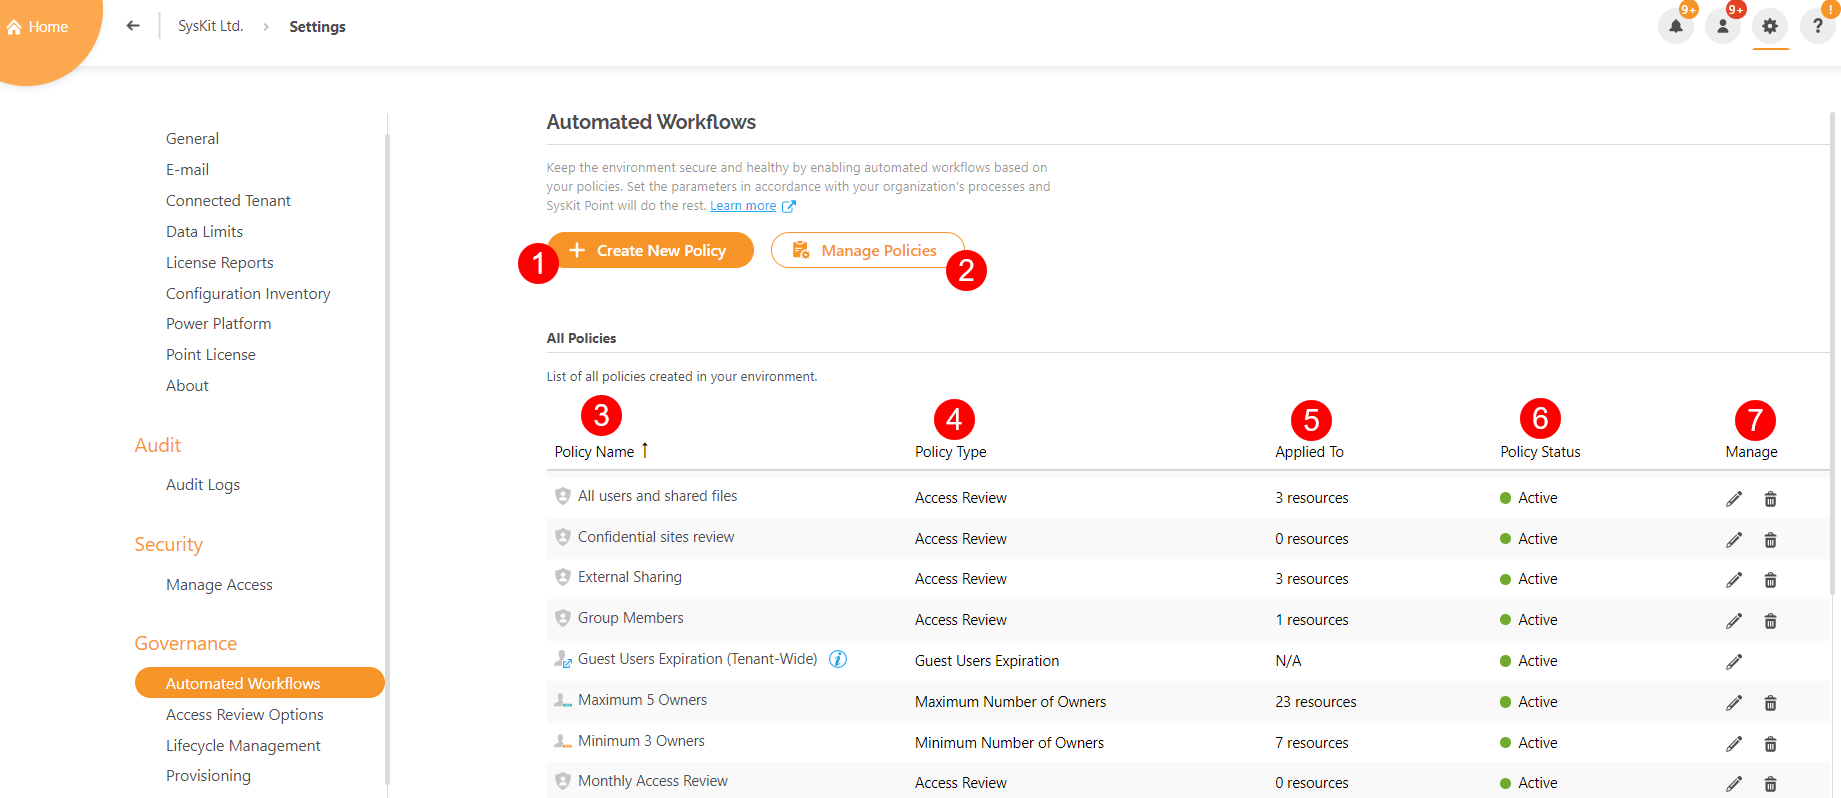 Home
SysKit Ltd. > Settings
9+
9+
!
?
General
E-mail
Connected Tenant
Data Limits
License Reports
Configuration Inventory
Power Platform
Point License
About
Audit
Audit Logs
Security
Manage Access
Governance
Automated Workflows
Access Review Options
Lifecycle Management
Provisioning
Automated Workflows
Keep the environment secure and healthy by enabling automated workflows based on
your policies. Set the parameters in accordance with your organization's processes and
SysKit Point will do the rest. Learn more
1 + Create New Policy
Manage Policies 2
All Policies
List of all policies created in your environment.
3 4 5 6 7
Policy Name ↑ Policy Type Applied To Policy Status Manage
All users and shared files Access Review 3 resources Active
Confidential sites review Access Review 0 resources Active
External Sharing Access Review 3 resources Active
Group Members Access Review 1 resources Active
Guest Users Expiration (Tenant-Wide) i Guest Users Expiration N/A Active
Maximum 5 Owners Maximum Number of Owners 23 resources Active
Minimum 3 Owners Minimum Number of Owners 7 resources Active
Monthly Access Review Access Review 0 resources Active